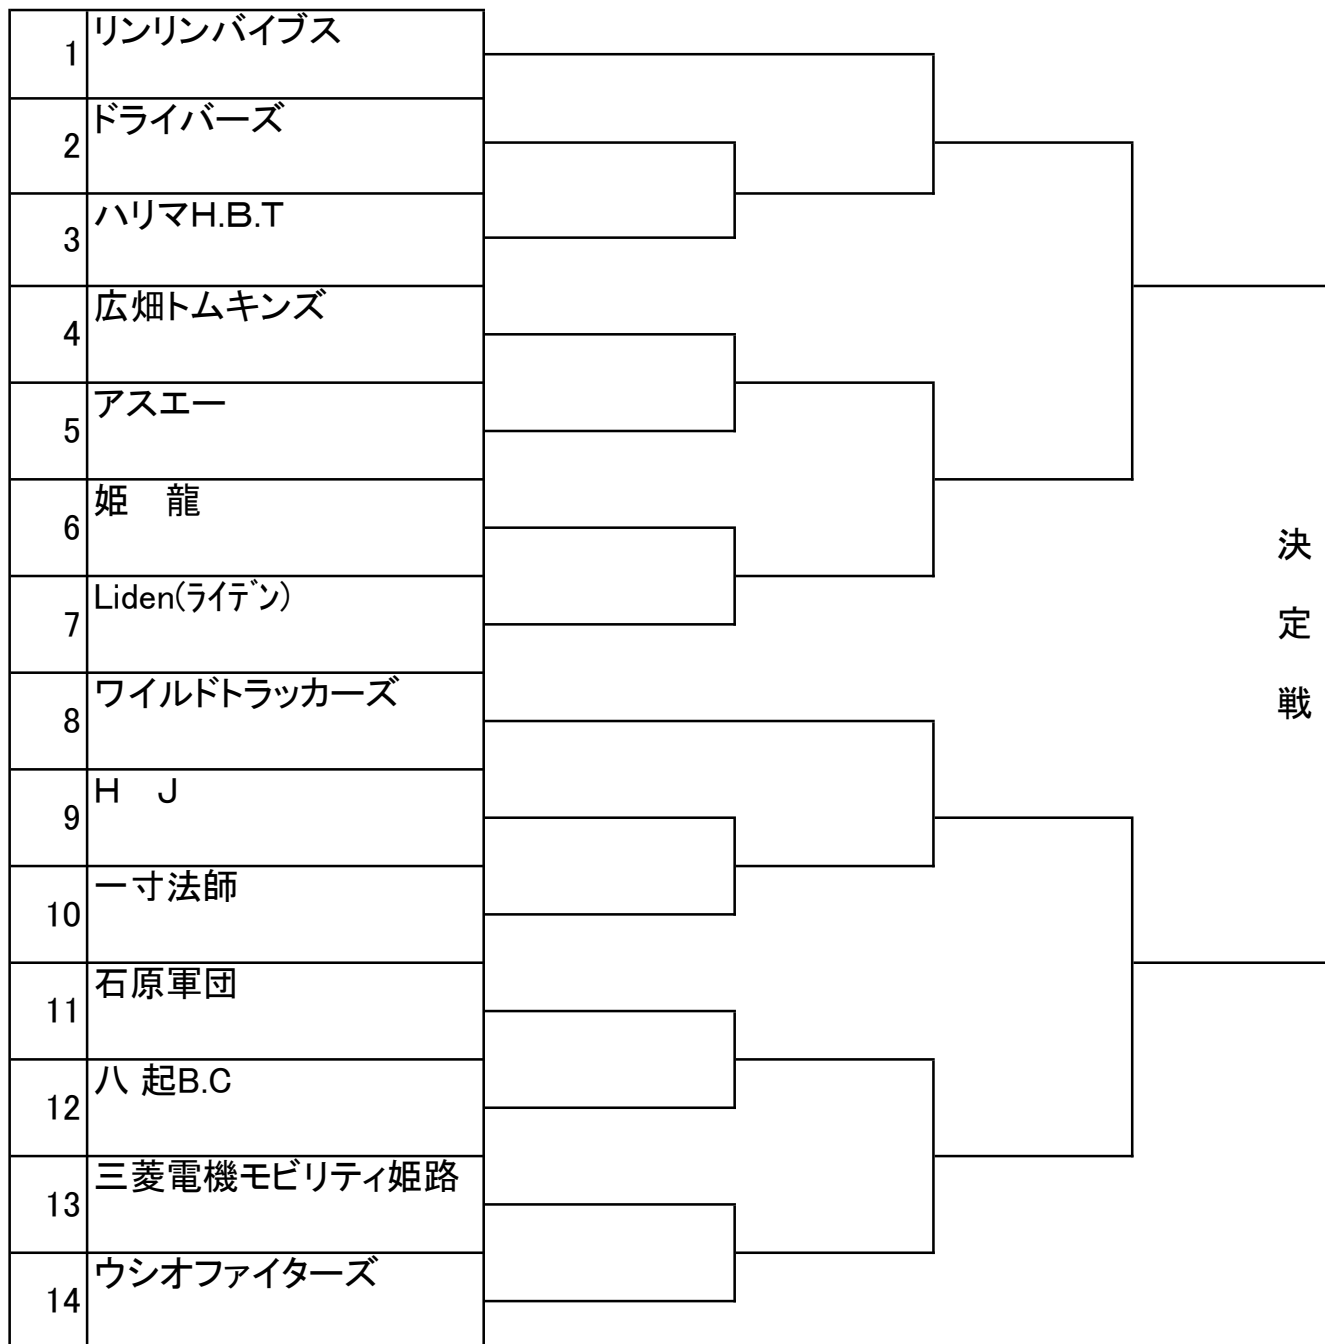 1 リンリンバイブス
2 ドライバーズ
3 ハリマH.B.T
4 広畑トムキンズ
5 アスエー
6 姫　龍
7 Liden(ﾗｲﾃﾞﾝ)
8 ワイルドトラッカーズ
9 H　J
10 一寸法師
11 石原軍団
12 八 起B.C
13 三菱電機モビリティ姫路
14 ウシオファイターズ
決
定
戦